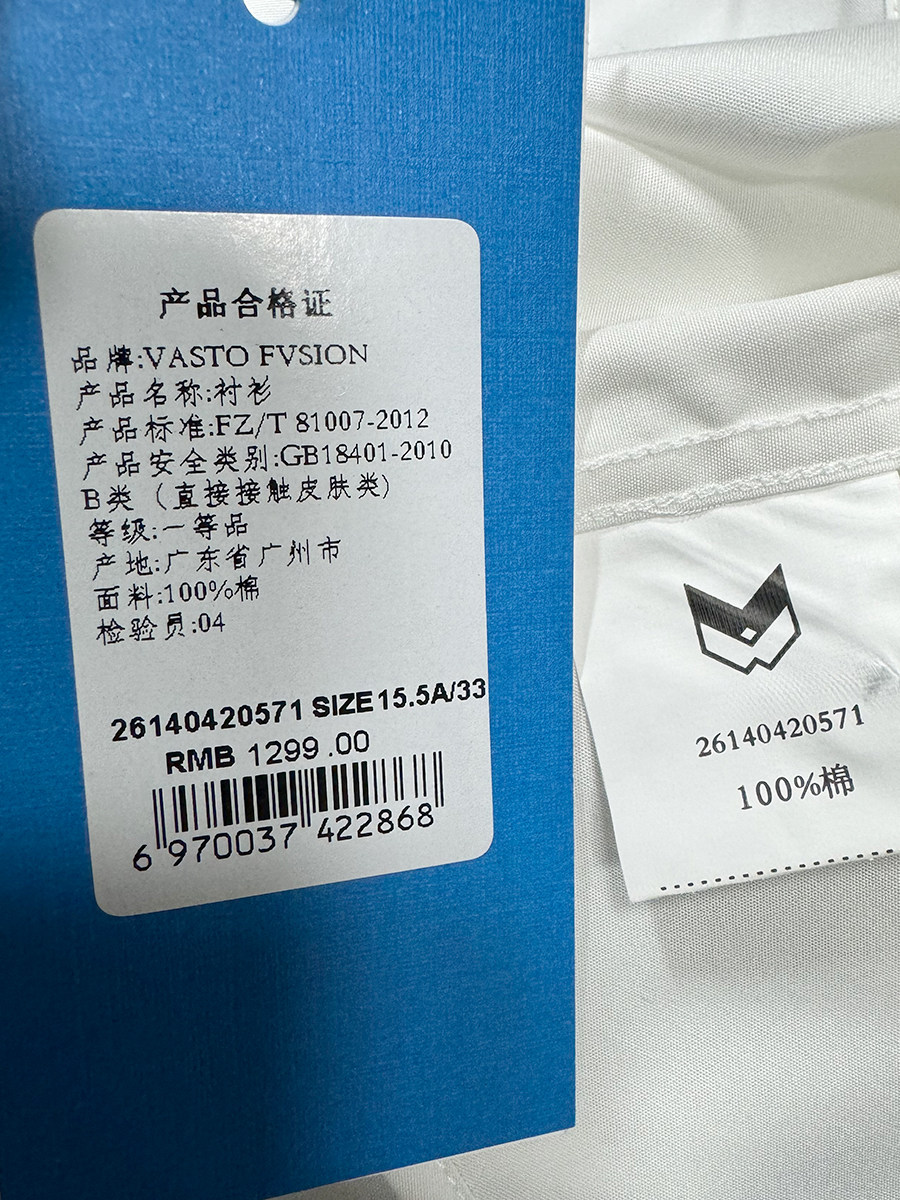 产品合格证
品牌:VASTO FVSION
产品名称:衬衫
产品标准:FZ/T 81007-2012
产品安全类别:GB18401-2010
B类（直接接触皮肤类）
等级:一等品
产地:广东省广州市
面料:100%棉
检验员:04
26140420571 SIZE 15.5A/33
RMB 1299.00
6 970037 422868
26140420571
100%棉